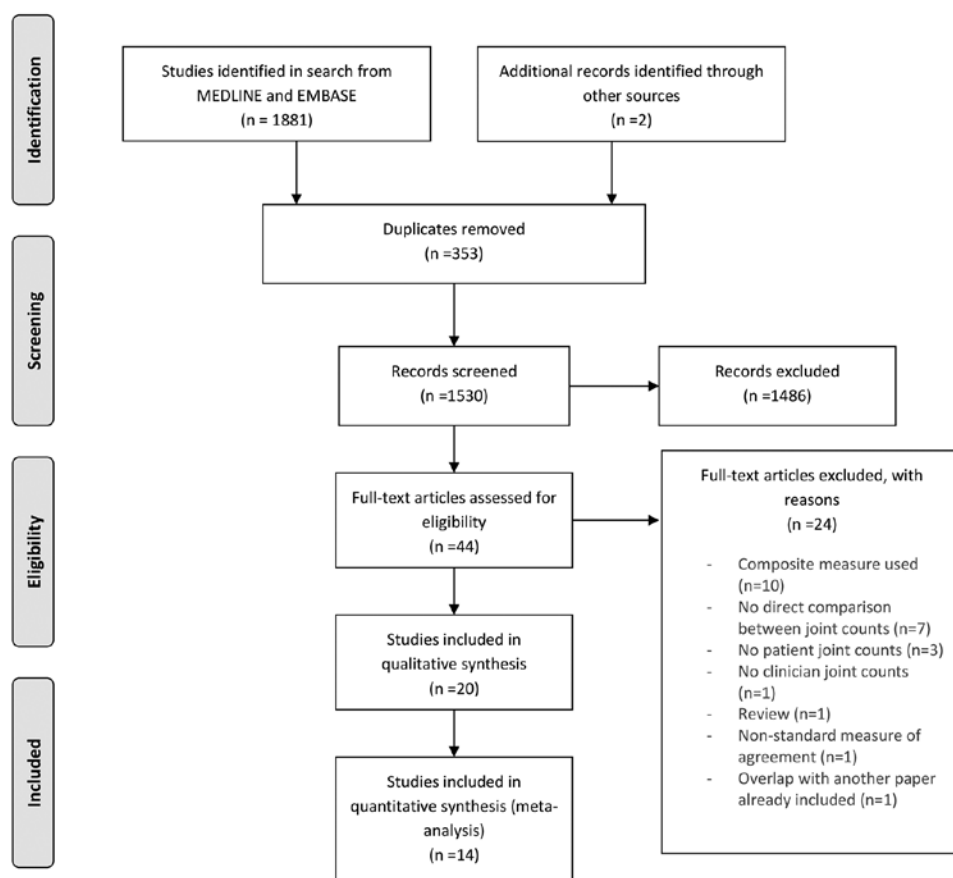 Identification
Studies identified in search from
MEDLINE and EMBASE
(n = 1881)
Additional records identified through
other sources
(n =2)
Duplicates removed
(n =353)
Screening
Records screened
(n =1530)
Records excluded
(n =1486)
Eligibility
Full-text articles assessed for
eligibility
(n =44)
Full-text articles excluded, with
reasons
(n =24)
- Composite measure used
(n=10)
- No direct comparison
between joint counts (n=7)
- No patient joint counts (n=3)
- No clinician joint counts
(n=1)
- Review (n=1)
- Non-standard measure of
agreement (n=1)
- Overlap with another paper
already included (n=1)
Studies included in
qualitative synthesis
(n =20)
Included
Studies included in
quantitative synthesis (meta-
analysis)
(n =14)